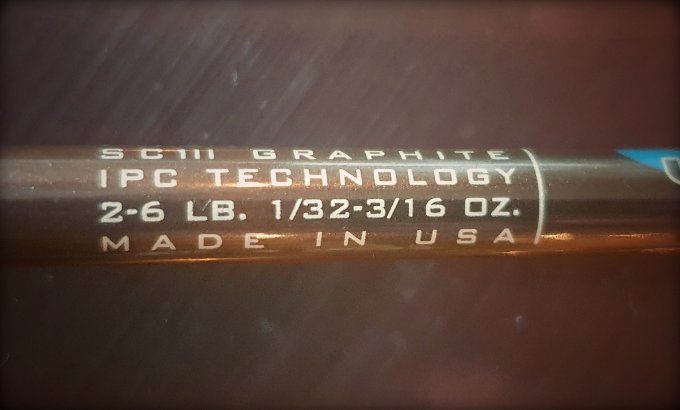 SCIII GRAPHITE
IPC TECHNOLOGY
2-6 LB. 1/32-3/16 OZ.
MADE IN USA